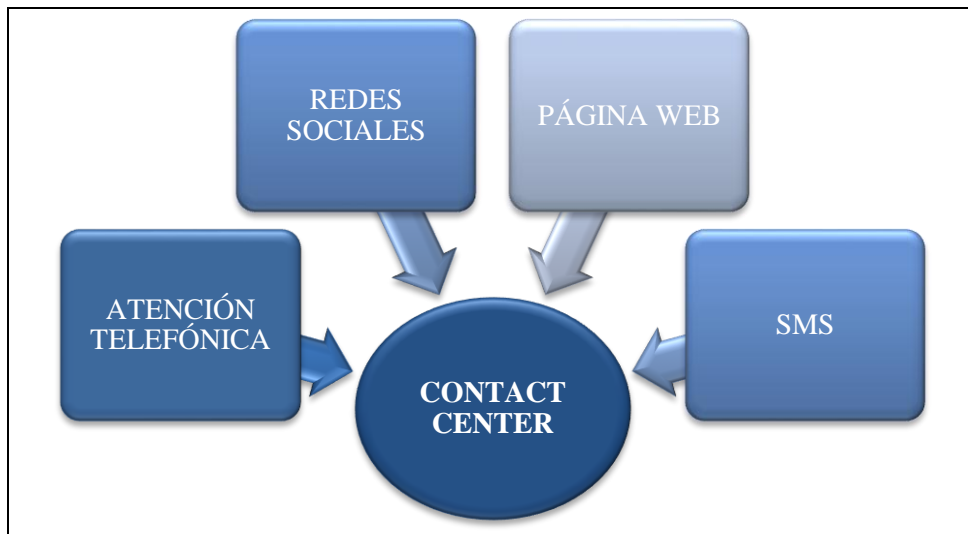 REDES
SOCIALES
PÁGINA WEB
ATENCIÓN
TELEFÓNICA
SMS
CONTACT
CENTER